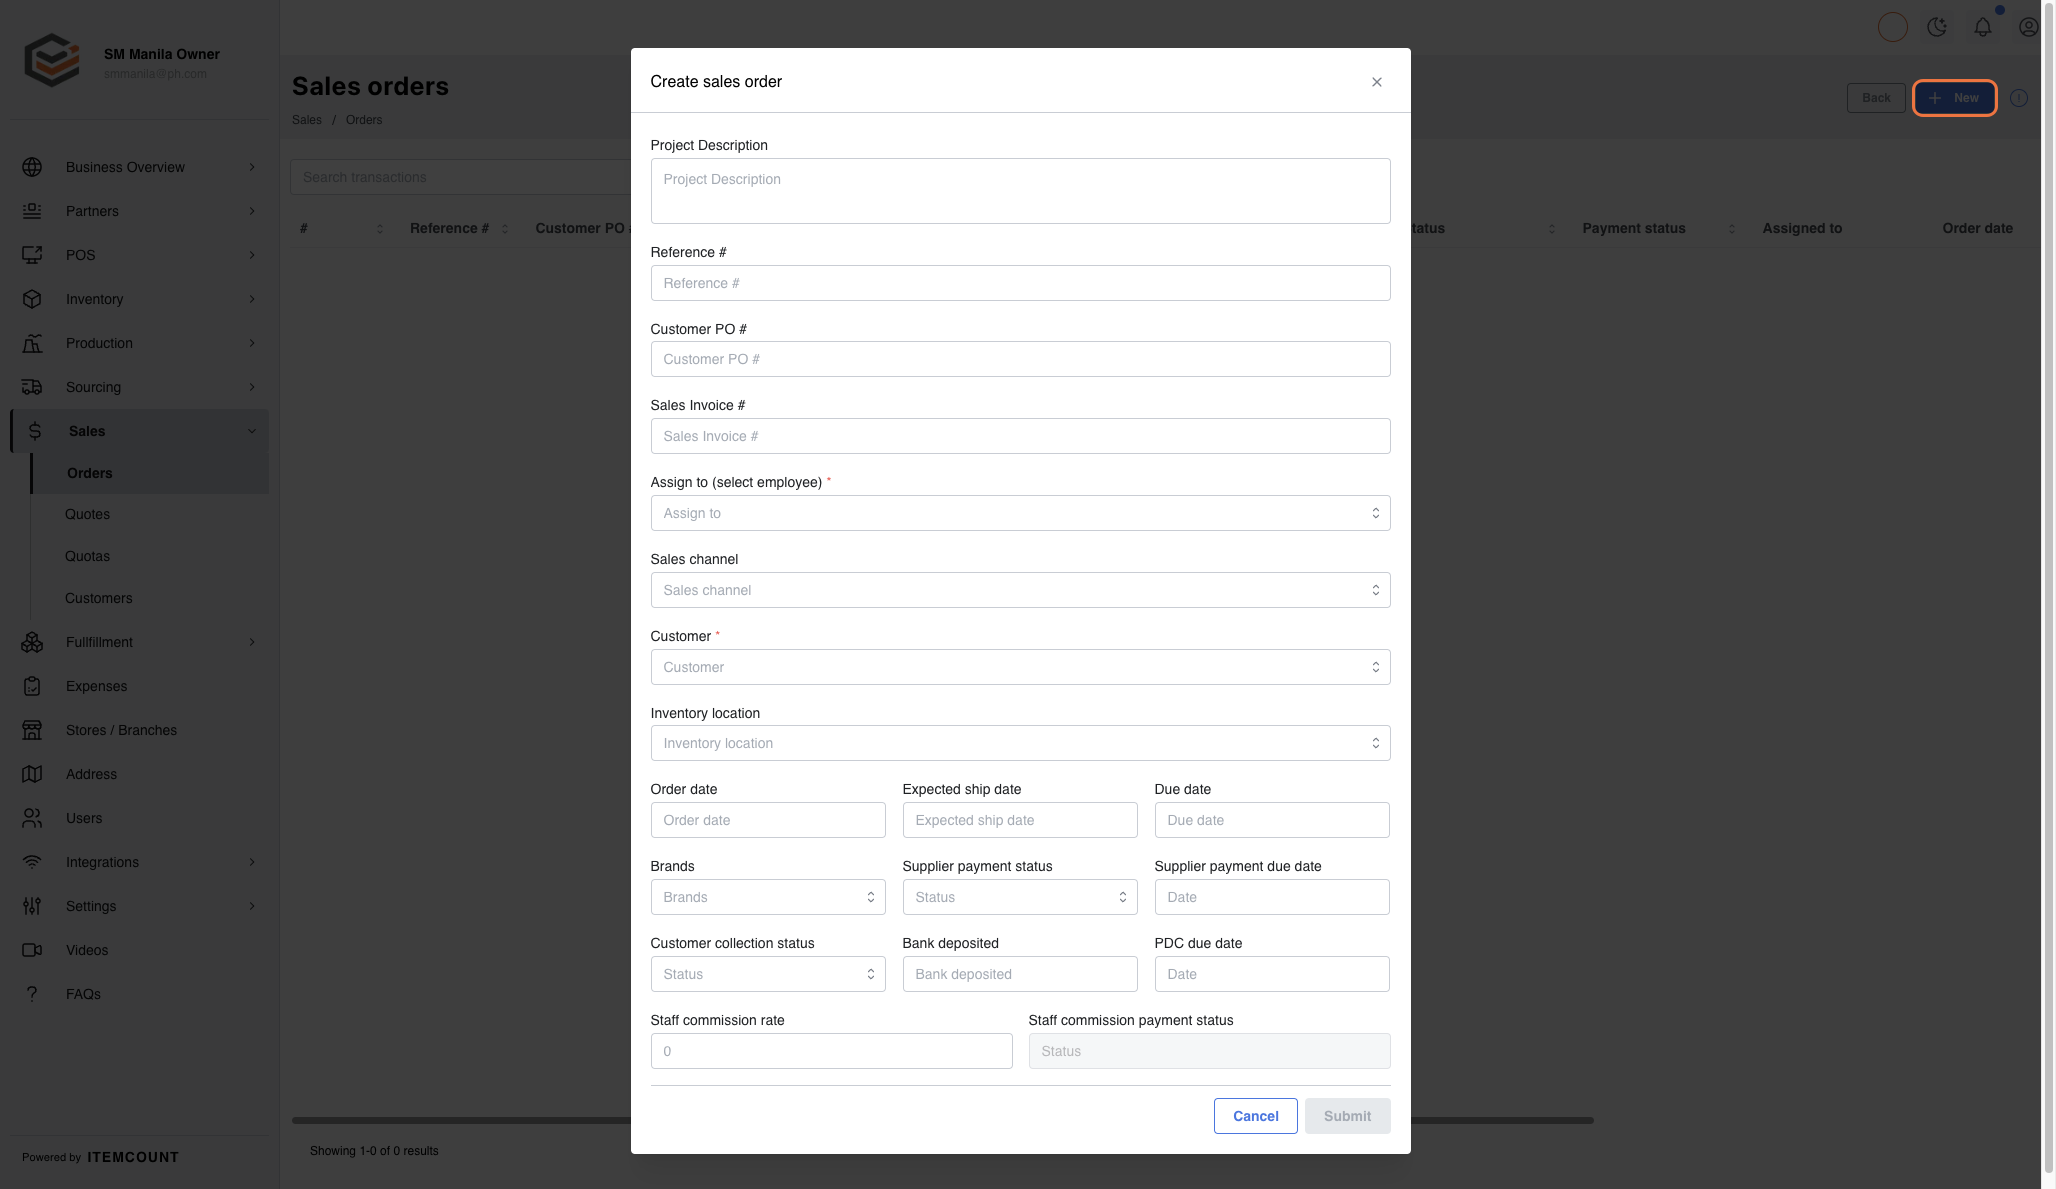 SM Manila Owner
smmanila@ph.com
Business Overview
Partners
POS
Inventory
Production
Sourcing
Sales
Orders
Quotes
Quotas
Customers
Fullfillment
Expenses
Stores / Branches
Address
Users
Integrations
Settings
Videos
FAQs
Powered by ITEMCOUNT
Sales orders
Sales / Orders
Back
+ New
Search transactions
# Reference # Customer PO # tatus Payment status Assigned to Order date
Showing 1-0 of 0 results
Create sales order
Project Description
Project Description
Reference #
Reference #
Customer PO #
Customer PO #
Sales Invoice #
Sales Invoice #
Assign to (select employee) *
Assign to
Sales channel
Sales channel
Customer *
Customer
Inventory location
Inventory location
Order date Expected ship date Due date
Order date Expected ship date Due date
Brands Supplier payment status Supplier payment due date
Brands Status Date
Customer collection status Bank deposited PDC due date
Status Bank deposited Date
Staff commission rate Staff commission payment status
0 Status
Cancel Submit